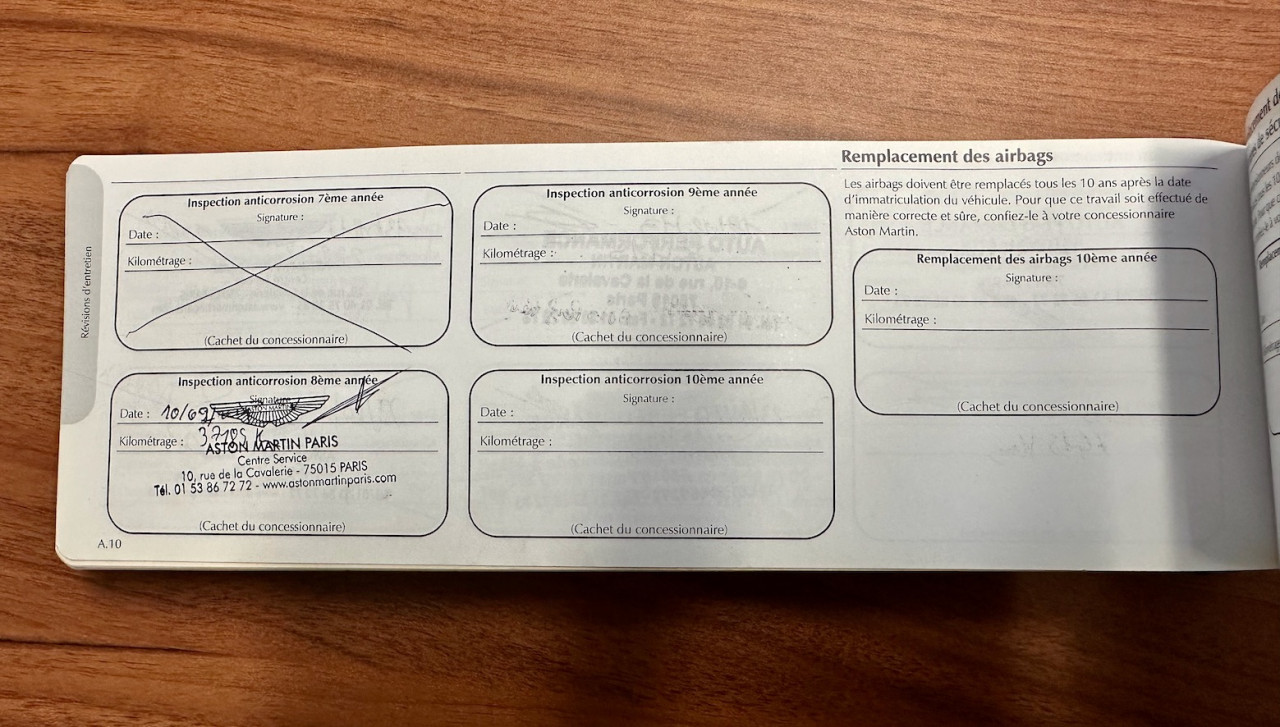 Révisions d'entretien
Inspection anticorrosion 7ème année
Signature :
Date :
Kilométrage :
(Cachet du concessionnaire)
Inspection anticorrosion 8ème année
Signature
Date : 10/69
Kilométrage :
ASTON MARTIN PARIS
Centre Service
10, rue de la Cavalerie - 75015 PARIS
Tél. 01 53 86 72 72 - www.astonmartinparis.com
(Cachet du concessionnaire)
A.10
Inspection anticorrosion 9ème année
Signature :
Date :
Kilométrage :
(Cachet du concessionnaire)
Inspection anticorrosion 10ème année
Signature :
Date :
Kilométrage :
(Cachet du concessionnaire)
Remplacement des airbags
Les airbags doivent être remplacés tous les 10 ans après la date
d'immatriculation du véhicule. Pour que ce travail soit effectué de
manière correcte et sûre, confiez-le à votre concessionnaire
Aston Martin.
Remplacement des airbags 10ème année
Signature :
Date :
Kilométrage :
(Cachet du concessionnaire)